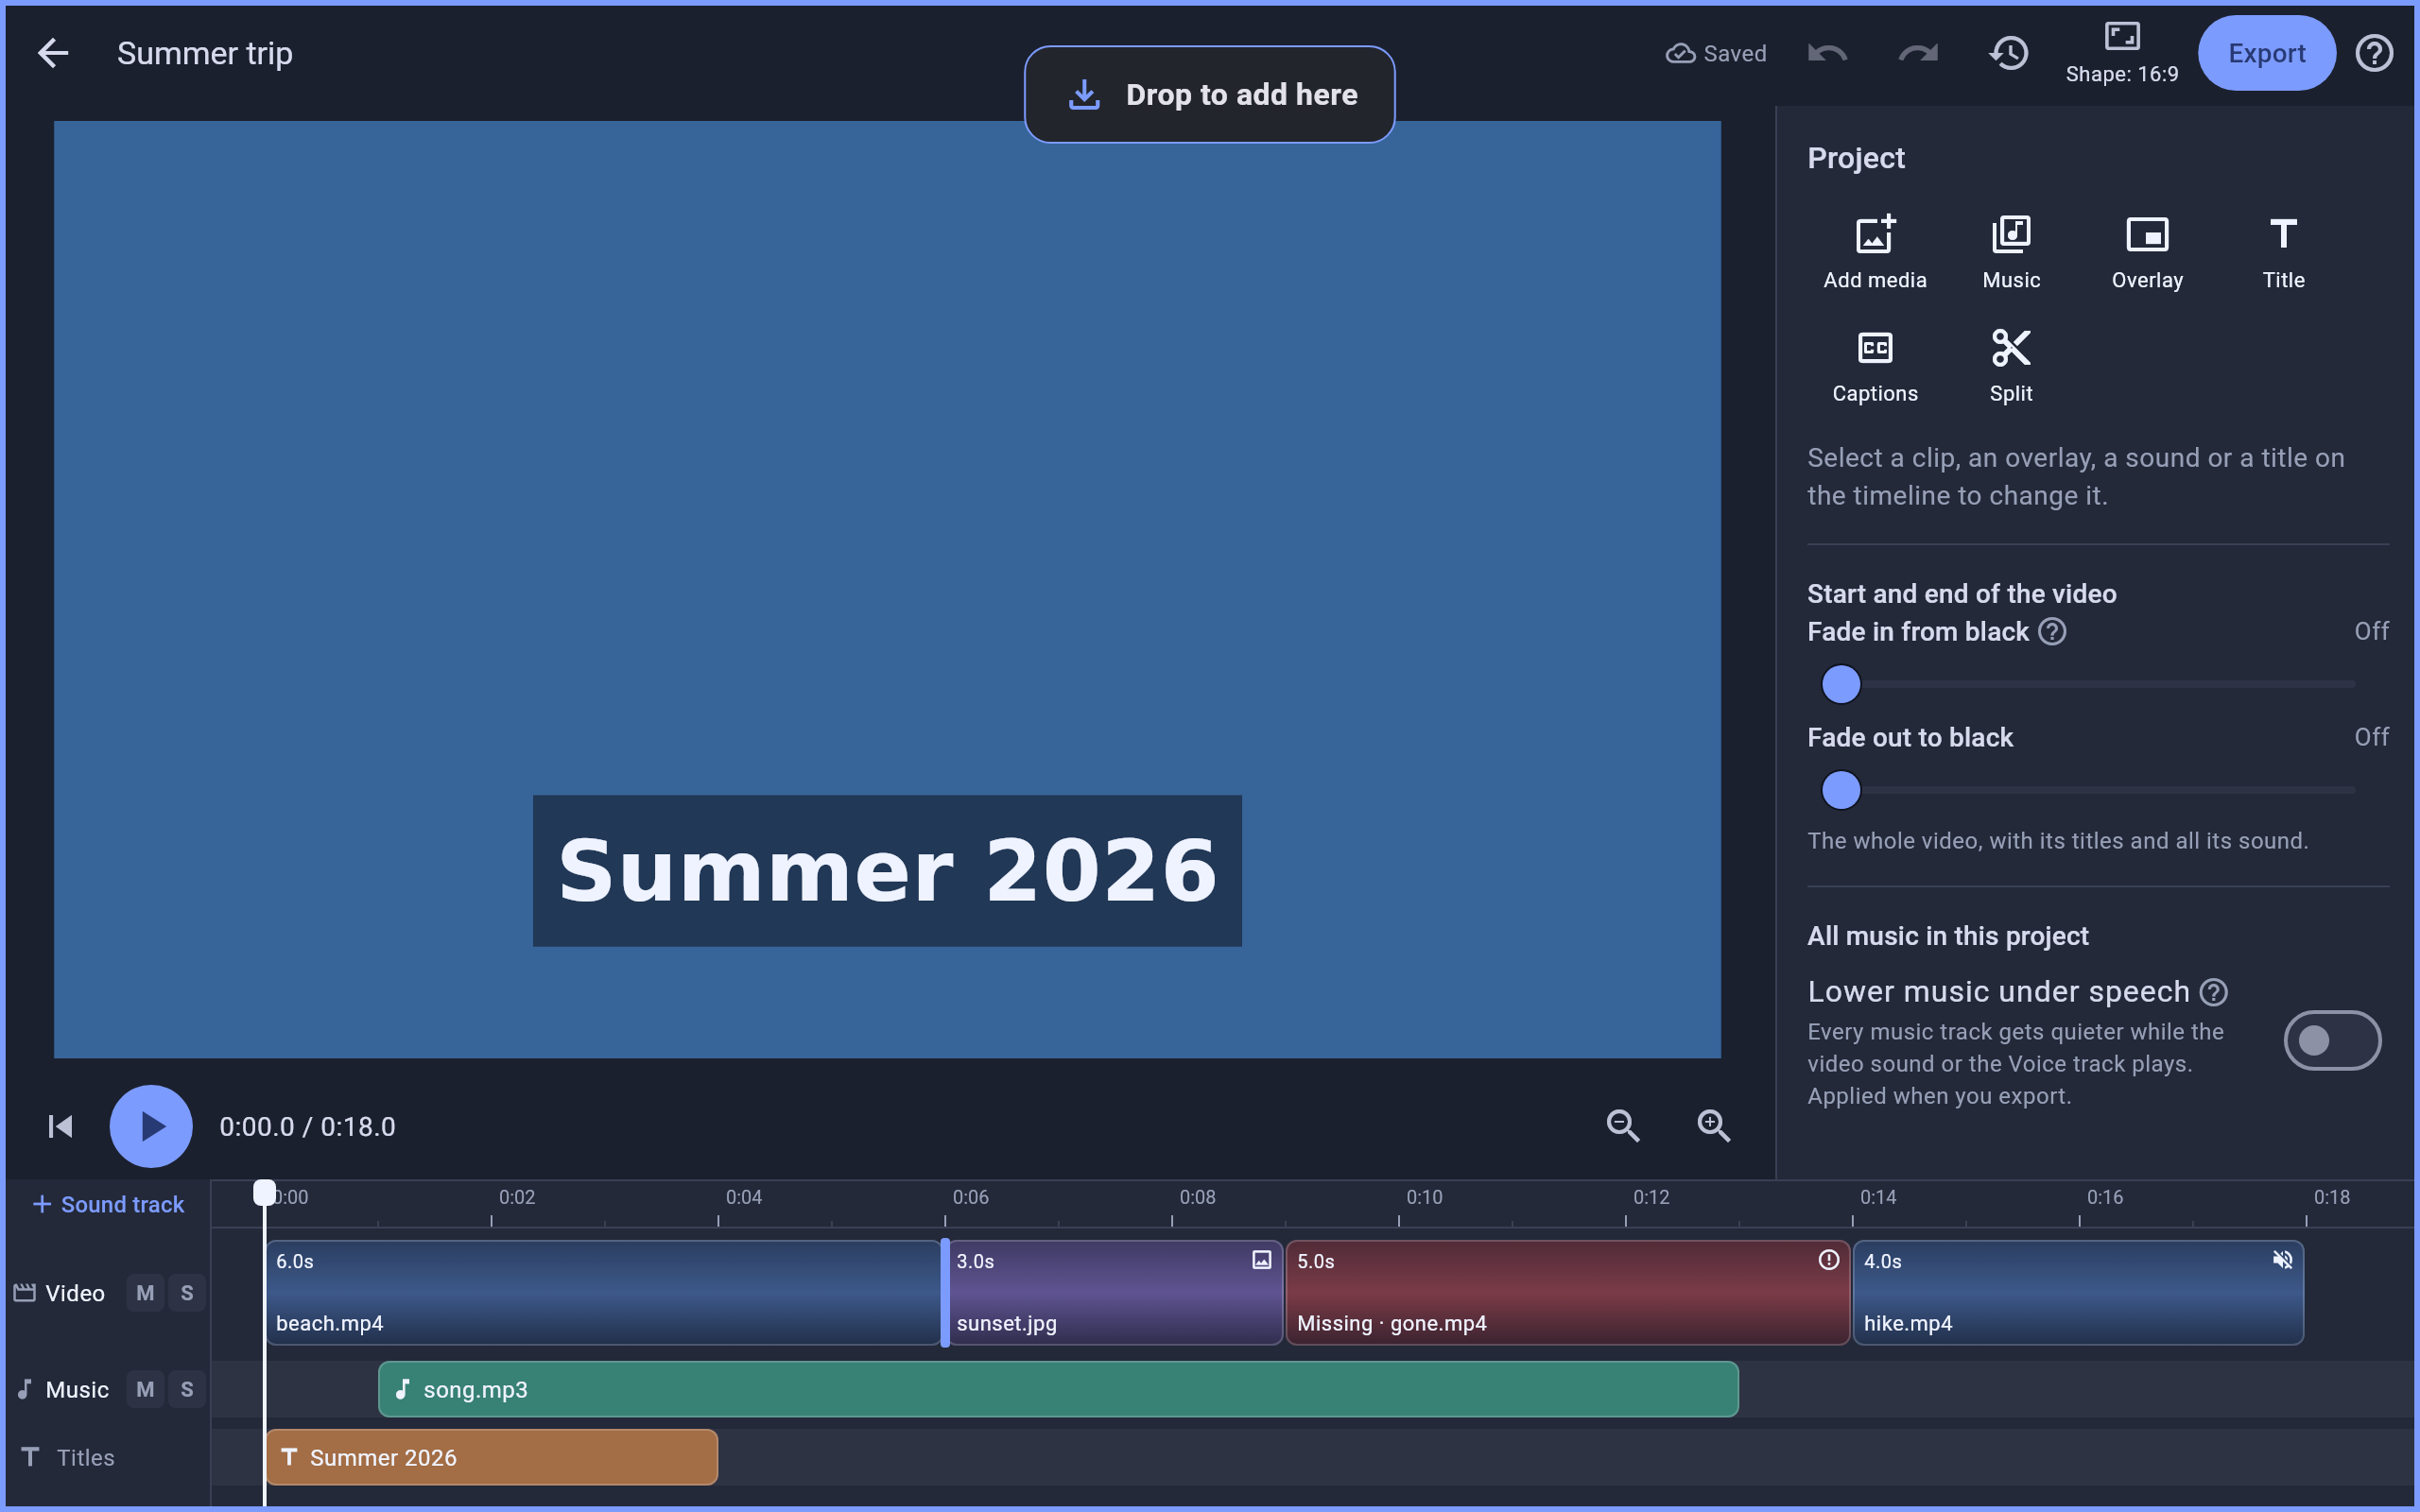 Summer trip
Drop to add here
Saved
Shape: 16:9
Export
Project
Add media
Music
Overlay
Title
Captions
Split
Select a clip, an overlay, a sound or a title on
the timeline to change it.
Start and end of the video
Fade in from black
Off
Fade out to black
Off
The whole video, with its titles and all its sound.
All music in this project
Lower music under speech
Every music track gets quieter while the
video sound or the Voice track plays.
Applied when you export.
Summer 2026
0:00.0 / 0:18.0
+ Sound track
0:00 0:02 0:04 0:06 0:08 0:10 0:12 0:14 0:16 0:18
Video M S
6.0s
beach.mp4
3.0s
sunset.jpg
5.0s
Missing · gone.mp4
4.0s
hike.mp4
Music M S
song.mp3
Titles
Summer 2026